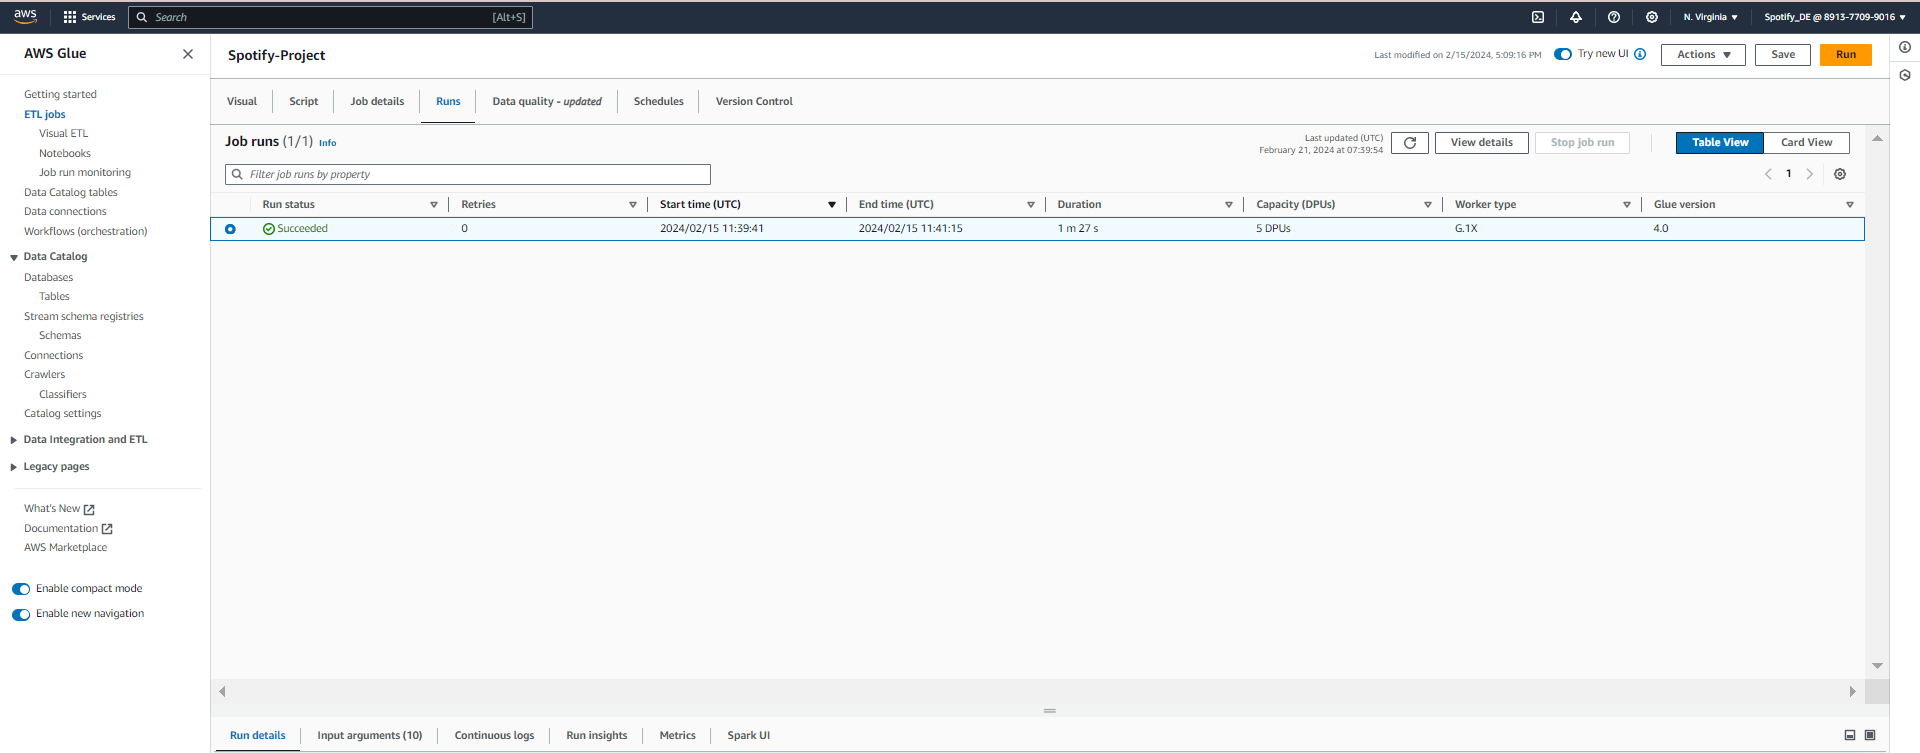 aws Services Search [Alt+S] N. Virginia Spotify_DE @ 8913-7709-9016
AWS Glue
Getting started
ETL jobs
Visual ETL
Notebooks
Job run monitoring
Data Catalog tables
Data connections
Workflows (orchestration)
Data Catalog
Databases
Tables
Stream schema registries
Schemas
Connections
Crawlers
Classifiers
Catalog settings
Data Integration and ETL
Legacy pages
What's New
Documentation
AWS Marketplace
Enable compact mode
Enable new navigation
Spotify-Project Last modified on 2/15/2024, 5:09:16 PM Try new UI Actions Save Run
Visual Script Job details Runs Data quality - updated Schedules Version Control
Job runs (1/1) Info
Last updated (UTC)
February 21, 2024 at 07:39:54
View details Stop job run Table View Card View
Filter job runs by property 1
Run status Retries Start time (UTC) End time (UTC) Duration Capacity (DPUs) Worker type Glue version
Succeeded 0 2024/02/15 11:39:41 2024/02/15 11:41:15 1 m 27 s 5 DPUs G.1X 4.0
Run details Input arguments (10) Continuous logs Run insights Metrics Spark UI